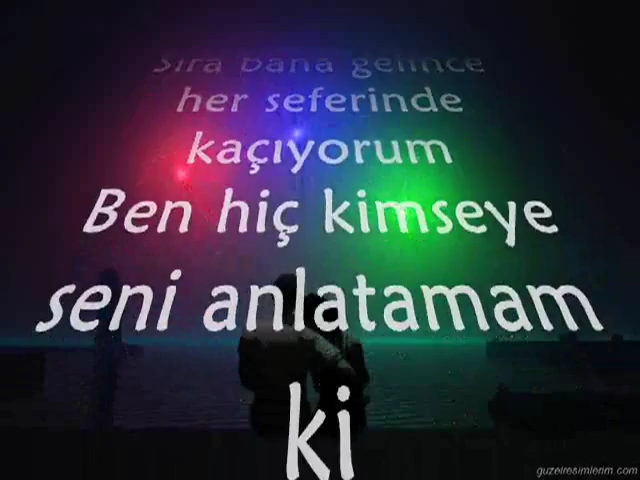 Sıra bana gelince
her seferinde
kaçıyorum
Ben hiç kimseye
seni anlatamam
ki
guzelresimlerim.com